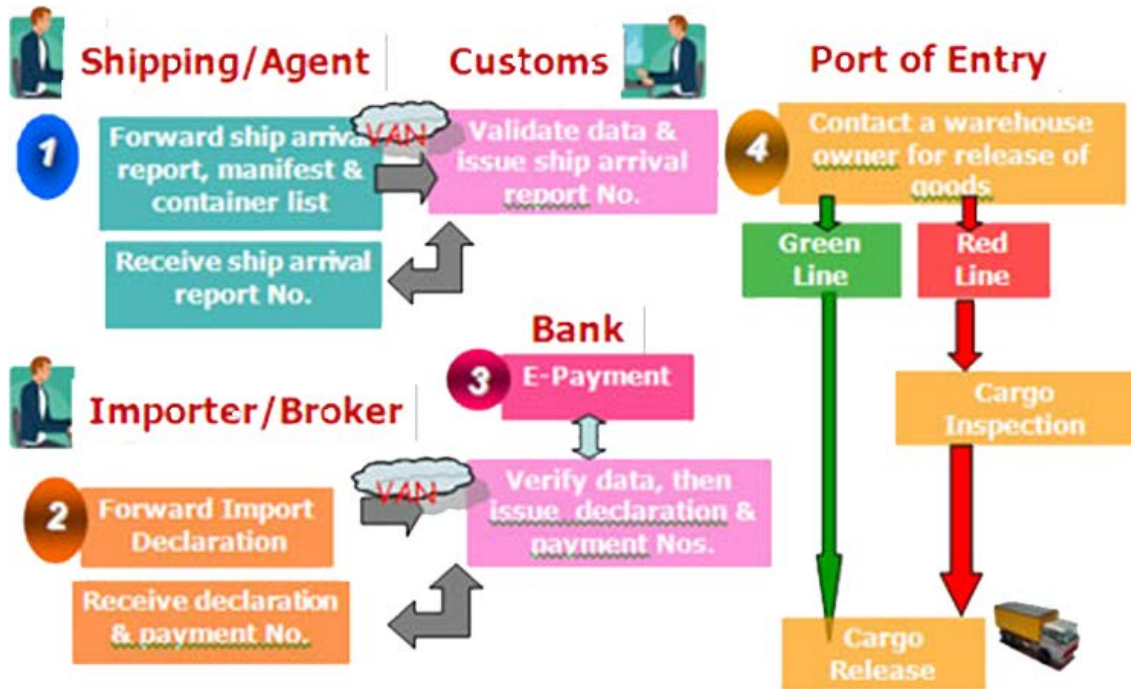 Shipping/Agent
Customs
Port of Entry
1
Forward ship arrival
report, manifest &
container list
VAN
Validate data &
issue ship arrival
report No.
Receive ship arrival
report No.
4
Contact a warehouse
owner for release of
goods
Green
Line
Red
Line
Cargo
Inspection
Cargo
Release
Bank
3
E-Payment
Importer/Broker
2
Forward Import
Declaration
VAN
Verify data, then
issue declaration &
payment Nos.
Receive declaration
& payment No.